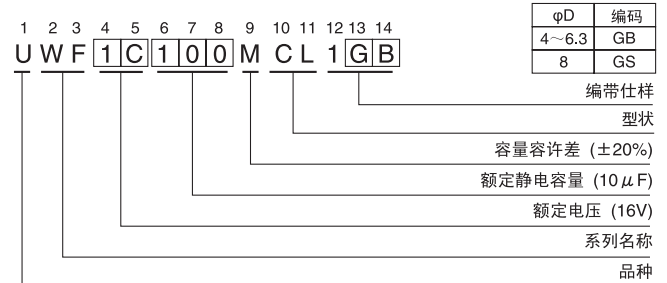 1 2 3 4 5 6 7 8 9 10 11 12 13 14
U W F 1 C 1 0 0 M C L 1 G B
φD 编码
4～6.3 GB
8 GS
编带仕样
型状
容量容许差 (±20%)
额定静电容量 (10μF)
额定电压 (16V)
系列名称
品种